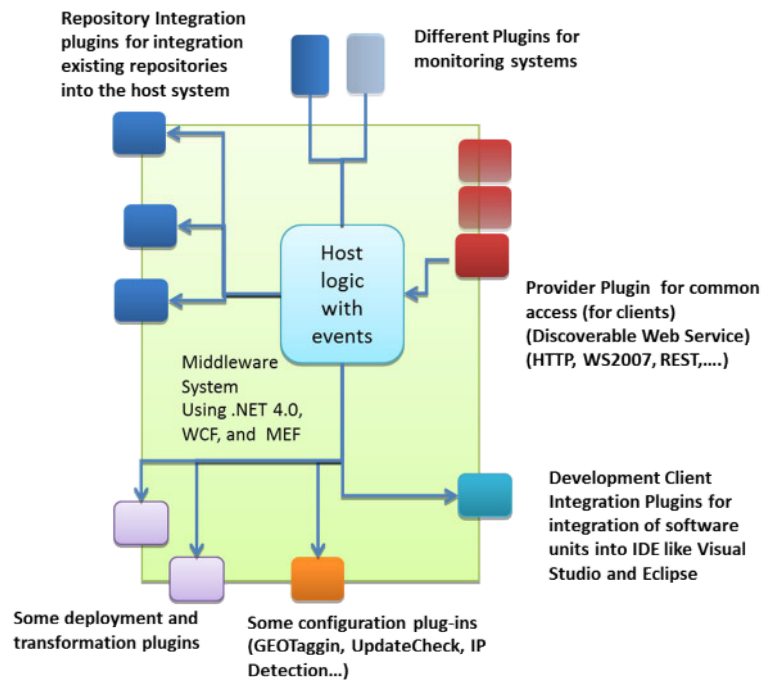 Repository Integration
plugins for integration
existing repositories
into the host system
Different Plugins for
monitoring systems
Host
logic
with
events
Provider Plugin for common
access (for clients)
(Discoverable Web Service)
(HTTP, WS2007, REST,....)
Middleware
System
Using .NET 4.0,
WCF, and MEF
Development Client
Integration Plugins for
integration of software
units into IDE like Visual
Studio and Eclipse
Some deployment and
transformation plugins
Some configuration plug-ins
(GEOTaggin, UpdateCheck, IP
Detection...)